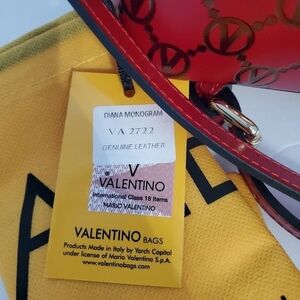 DIANA MONOGRAM
VA 2722
GENUINE LEATHER
V
VALENTINO
International Class 18 Items
MARIO VALENTINO
VALENTINO BAGS
Products Made in Italy by Yarch Capital
under license of Mario Valentino S.p.A.
www.valentinobags.com